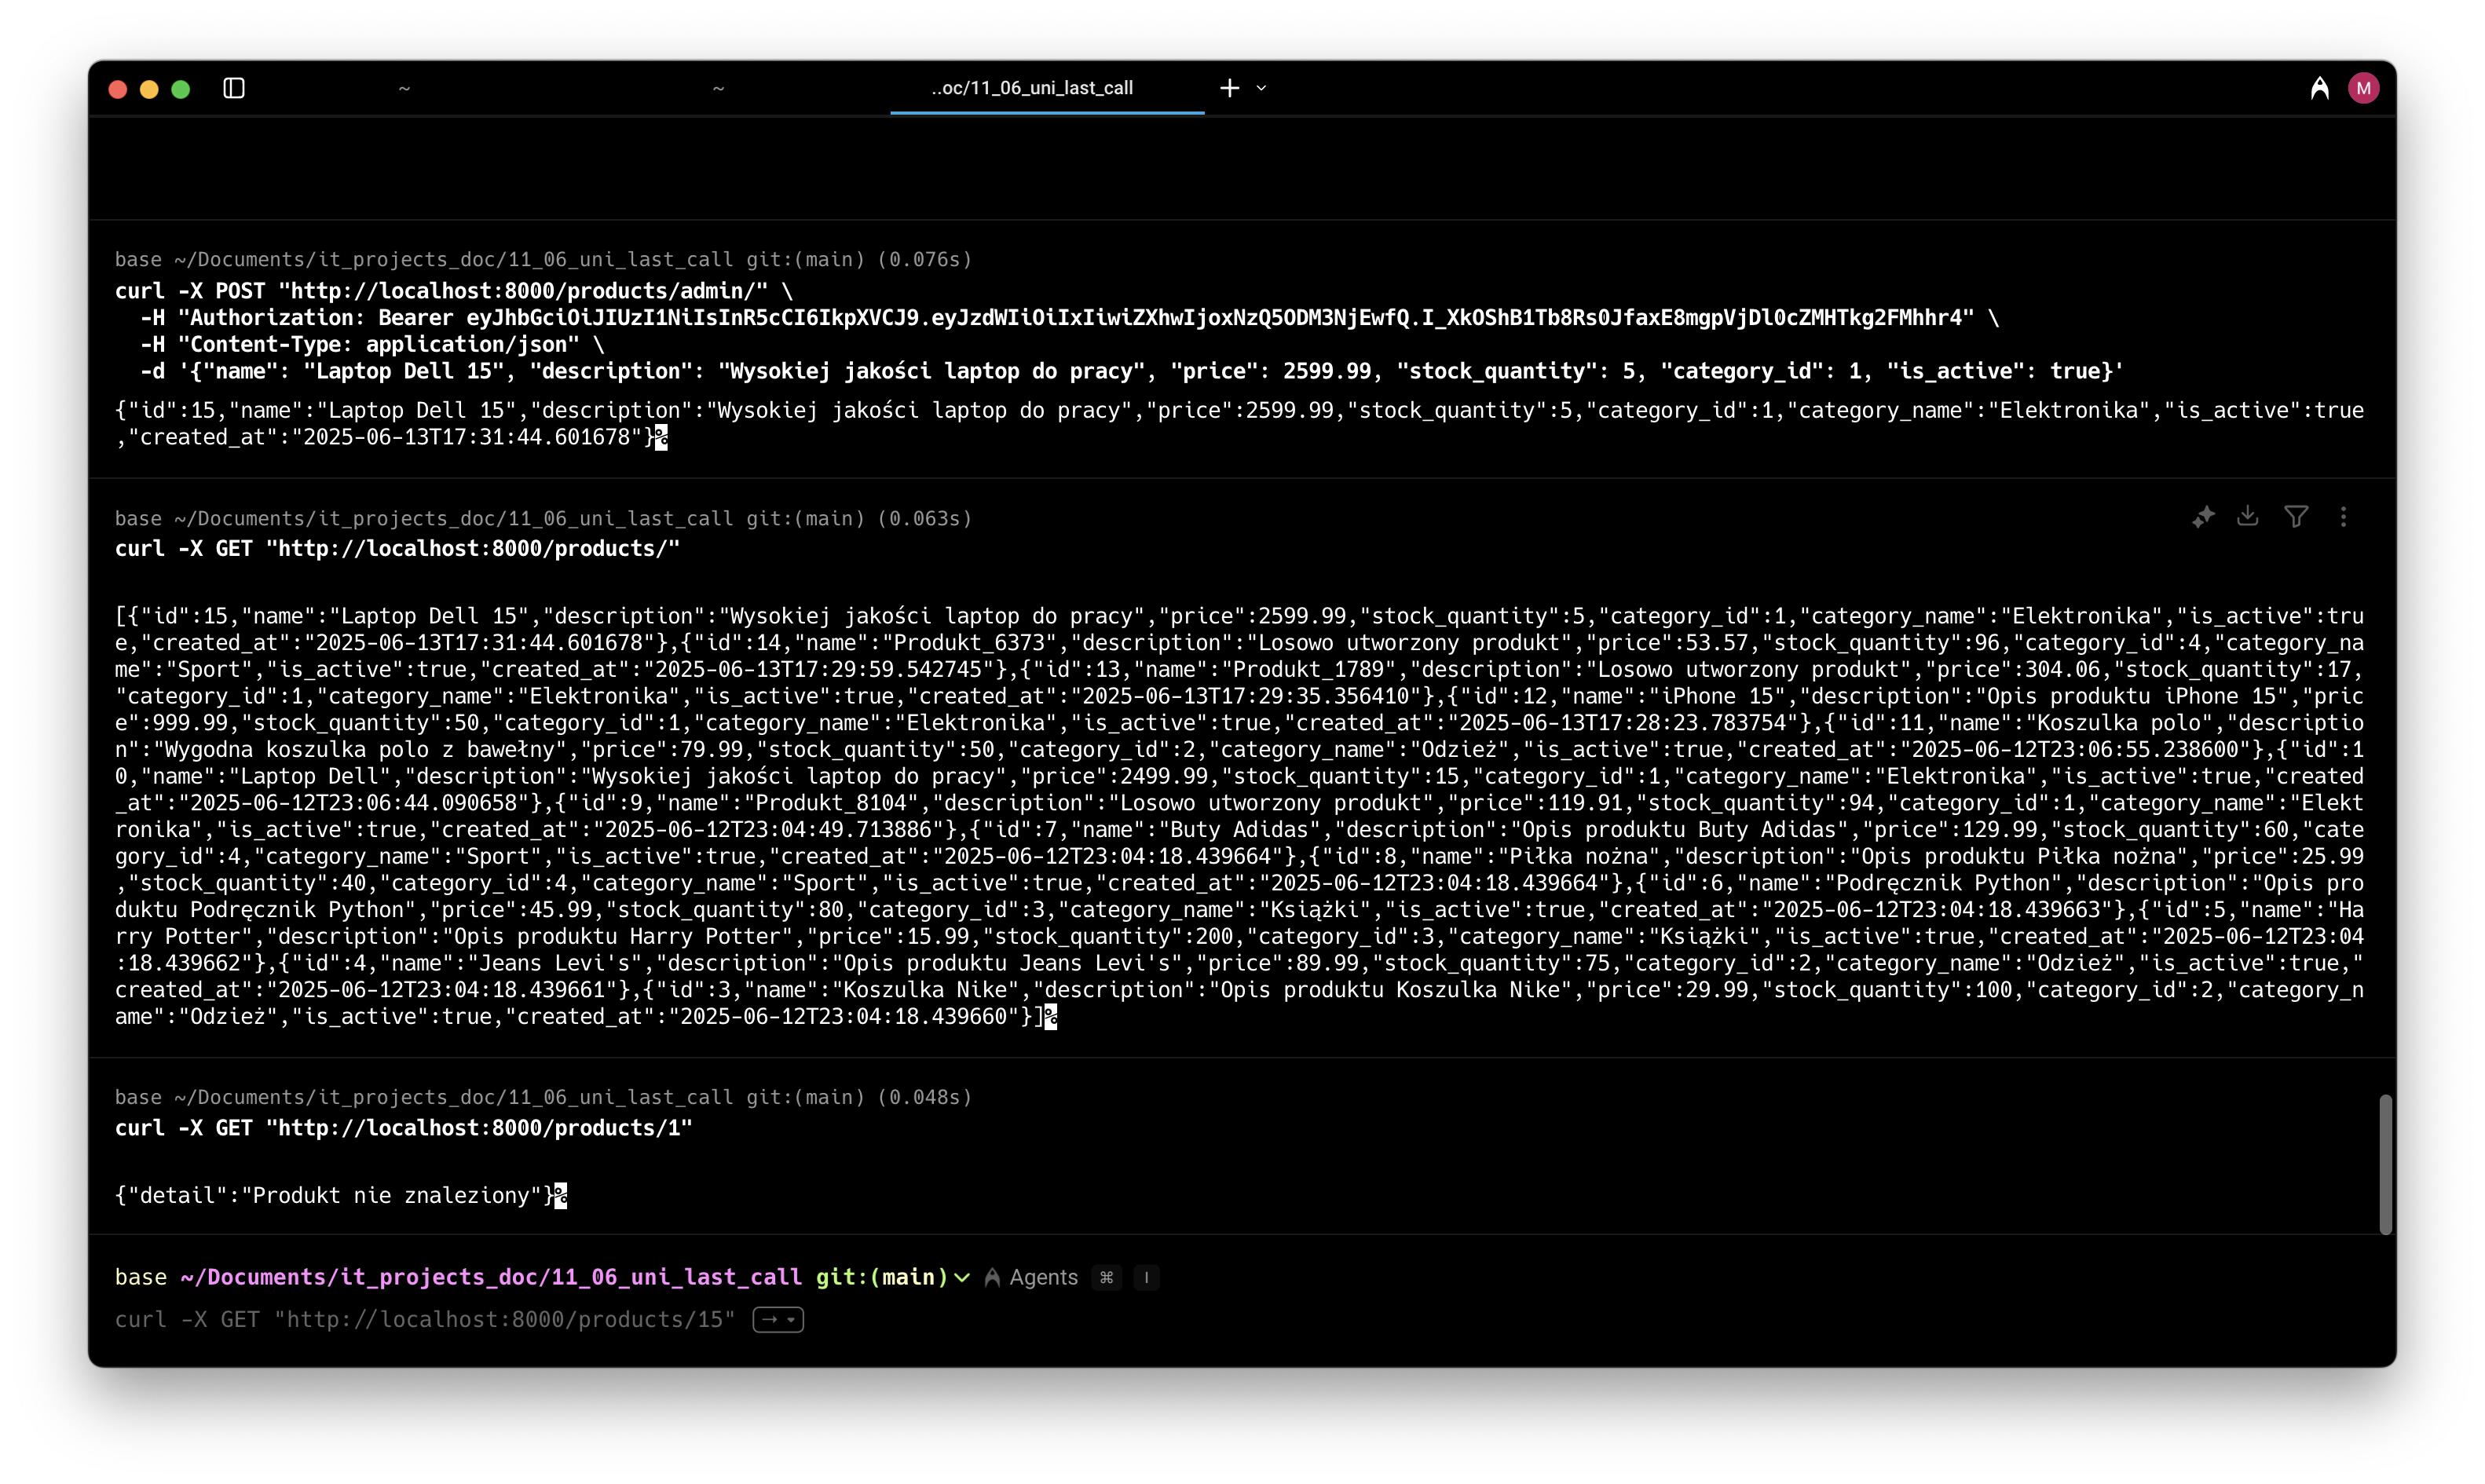 ~ ~ ..oc/11_06_uni_last_call M
base ~/Documents/it_projects_doc/11_06_uni_last_call git:(main) (0.076s)
curl -X POST "http://localhost:8000/products/admin/" \
-H "Authorization: Bearer eyJhbGciOiJIUzI1NiIsInR5cCI6IkpXVCJ9.eyJzdWIiOiIxIiwiZXhwIjoxNzQ5ODM3NjEwfQ.I_XkOShB1Tb8Rs0JfaxE8mgpVjDl0cZMHTkg2FMhhr4" \
-H "Content-Type: application/json" \
-d '{"name": "Laptop Dell 15", "description": "Wysokiej jakości laptop do pracy", "price": 2599.99, "stock_quantity": 5, "category_id": 1, "is_active": true}'
{"id":15,"name":"Laptop Dell 15","description":"Wysokiej jakości laptop do pracy","price":2599.99,"stock_quantity":5,"category_id":1,"category_name":"Elektronika","is_active":true
,"created_at":"2025-06-13T17:31:44.601678"}%
base ~/Documents/it_projects_doc/11_06_uni_last_call git:(main) (0.063s)
curl -X GET "http://localhost:8000/products/"
[{"id":15,"name":"Laptop Dell 15","description":"Wysokiej jakości laptop do pracy","price":2599.99,"stock_quantity":5,"category_id":1,"category_name":"Elektronika","is_active":tru
e,"created_at":"2025-06-13T17:31:44.601678"},{"id":14,"name":"Produkt_6373","description":"Losowo utworzony produkt","price":53.57,"stock_quantity":96,"category_id":4,"category_na
me":"Sport","is_active":true,"created_at":"2025-06-13T17:29:59.542745"},{"id":13,"name":"Produkt_1789","description":"Losowo utworzony produkt","price":304.06,"stock_quantity":17,
"category_id":1,"category_name":"Elektronika","is_active":true,"created_at":"2025-06-13T17:29:35.356410"},{"id":12,"name":"iPhone 15","description":"Opis produktu iPhone 15","pric
e":999.99,"stock_quantity":50,"category_id":1,"category_name":"Elektronika","is_active":true,"created_at":"2025-06-13T17:28:23.783754"},{"id":11,"name":"Koszulka polo","descriptio
n":"Wygodna koszulka polo z bawełny","price":79.99,"stock_quantity":50,"category_id":2,"category_name":"Odzież","is_active":true,"created_at":"2025-06-12T23:06:55.238600"},{"id":1
0,"name":"Laptop Dell","description":"Wysokiej jakości laptop do pracy","price":2499.99,"stock_quantity":15,"category_id":1,"category_name":"Elektronika","is_active":true,"created
_at":"2025-06-12T23:06:44.090658"},{"id":9,"name":"Produkt_8104","description":"Losowo utworzony produkt","price":119.91,"stock_quantity":94,"category_id":1,"category_name":"Elekt
ronika","is_active":true,"created_at":"2025-06-12T23:04:49.713886"},{"id":7,"name":"Buty Adidas","description":"Opis produktu Buty Adidas","price":129.99,"stock_quantity":60,"cate
gory_id":4,"category_name":"Sport","is_active":true,"created_at":"2025-06-12T23:04:18.439664"},{"id":8,"name":"Piłka nożna","description":"Opis produktu Piłka nożna","price":25.99
,"stock_quantity":40,"category_id":4,"category_name":"Sport","is_active":true,"created_at":"2025-06-12T23:04:18.439664"},{"id":6,"name":"Podręcznik Python","description":"Opis pro
duktu Podręcznik Python","price":45.99,"stock_quantity":80,"category_id":3,"category_name":"Książki","is_active":true,"created_at":"2025-06-12T23:04:18.439663"},{"id":5,"name":"Ha
rry Potter","description":"Opis produktu Harry Potter","price":15.99,"stock_quantity":200,"category_id":3,"category_name":"Książki","is_active":true,"created_at":"2025-06-12T23:04
:18.439662"},{"id":4,"name":"Jeans Levi's","description":"Opis produktu Jeans Levi's","price":89.99,"stock_quantity":75,"category_id":2,"category_name":"Odzież","is_active":true,"
created_at":"2025-06-12T23:04:18.439661"},{"id":3,"name":"Koszulka Nike","description":"Opis produktu Koszulka Nike","price":29.99,"stock_quantity":100,"category_id":2,"category_n
ame":"Odzież","is_active":true,"created_at":"2025-06-12T23:04:18.439660"}]%
base ~/Documents/it_projects_doc/11_06_uni_last_call git:(main) (0.048s)
curl -X GET "http://localhost:8000/products/1"
{"detail":"Produkt nie znaleziony"}%
base ~/Documents/it_projects_doc/11_06_uni_last_call git:(main) Agents ⌘ I
curl -X GET "http://localhost:8000/products/15" →